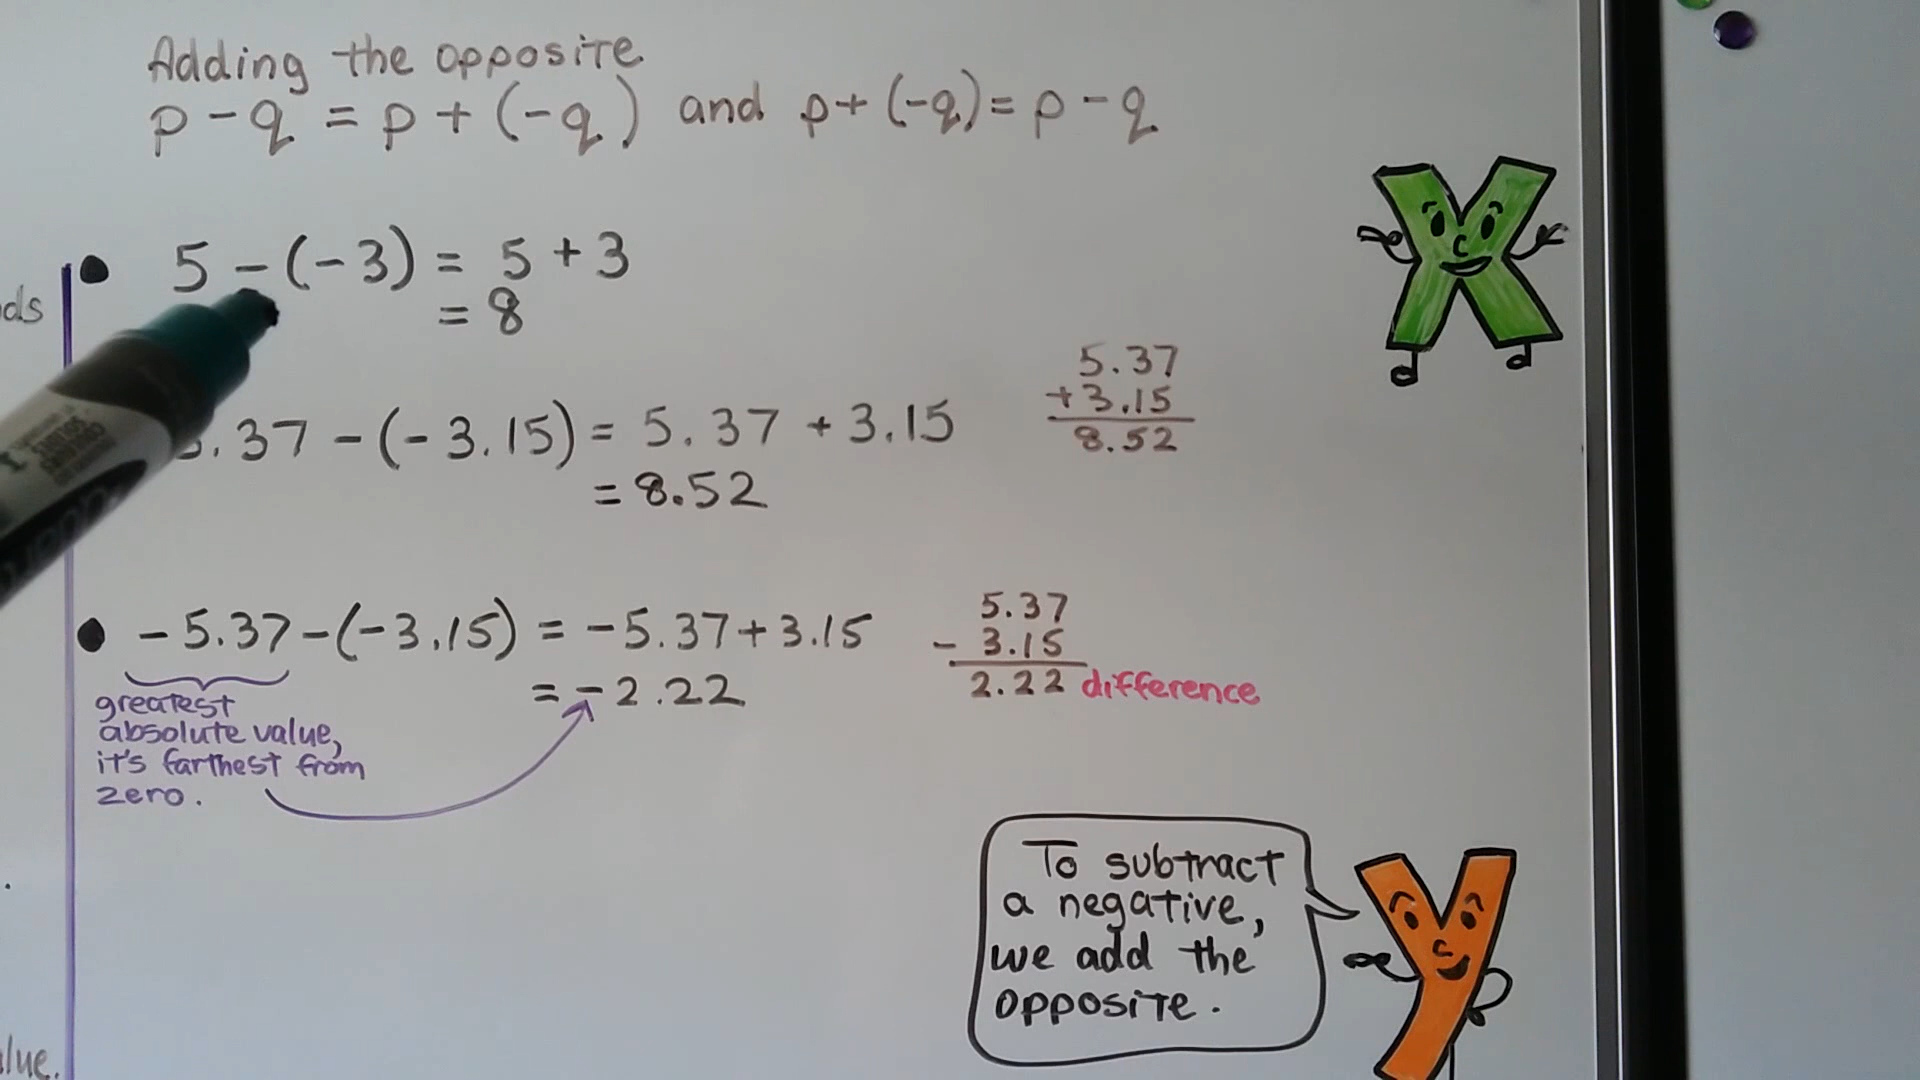 Adding the opposite.
p - q = p + (-q) and p + (-q) = p - q
5 - (-3) = 5 + 3
= 8
ds
.37 - (-3.15) = 5.37 + 3.15
= 8.52
5.37
+3.15
8.52
-5.37 - (-3.15) = -5.37 + 3.15
= -2.22
5.37
- 3.15
2.22 difference
greatest
absolute value,
it's farthest from
zero.
To subtract
a negative,
we add the
opposite.
lue.